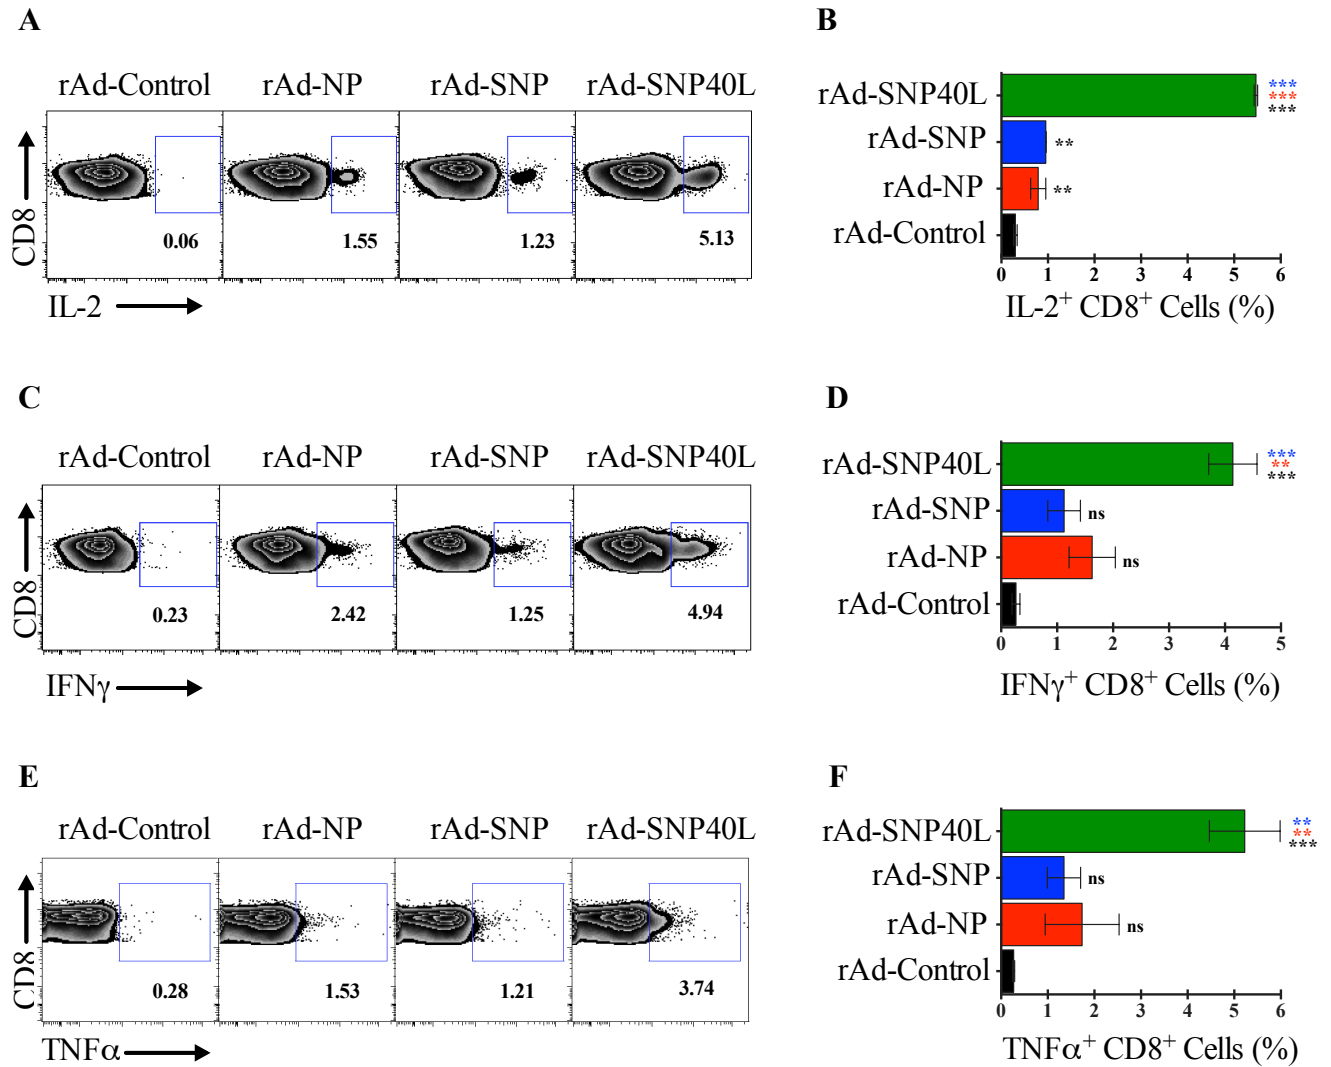 A
rAd-Control rAd-NP rAd-SNP rAd-SNP40L
CD8
0.06 1.55 1.23 5.13
IL-2
B
rAd-SNP40L ***
***
***
rAd-SNP **
rAd-NP **
rAd-Control
0 1 2 3 4 5 6
IL-2+ CD8+ Cells (%)
C
rAd-Control rAd-NP rAd-SNP rAd-SNP40L
CD8
0.23 2.42 1.25 4.94
IFNγ
D
rAd-SNP40L ***
**
***
rAd-SNP ns
rAd-NP ns
rAd-Control
0 1 2 3 4 5
IFNγ+ CD8+ Cells (%)
E
rAd-Control rAd-NP rAd-SNP rAd-SNP40L
CD8
0.28 1.53 1.21 3.74
TNFα
F
rAd-SNP40L **
**
***
rAd-SNP ns
rAd-NP ns
rAd-Control
0 1 2 3 4 5 6
TNFα+ CD8+ Cells (%)